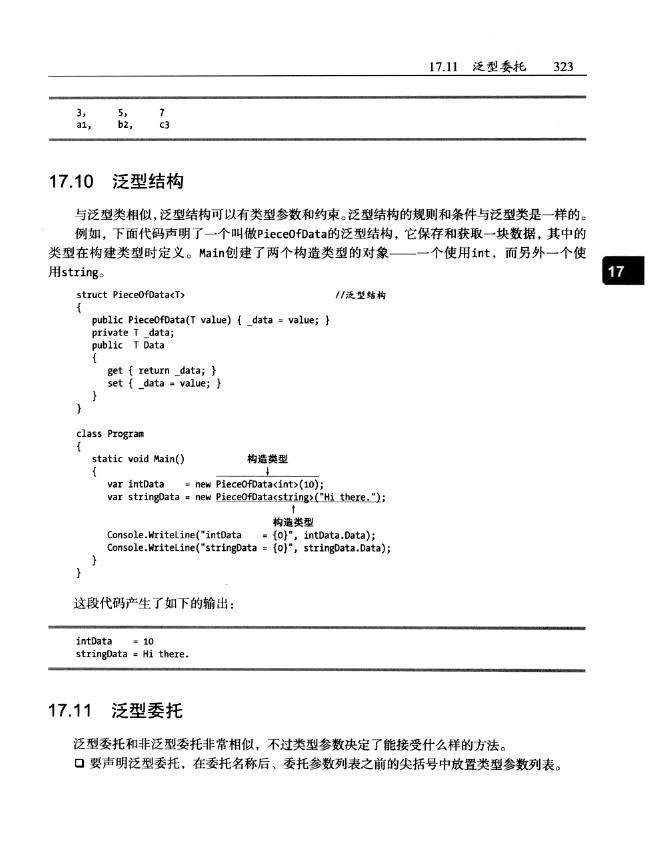 17.11 泛型委托 323
3, 5, 7
a1, b2, c3
17.10 泛型结构
与泛型类相似，泛型结构可以有类型参数和约束。泛型结构的规则和条件与泛型类是一样的。
例如，下面代码声明了一个叫做PieceOfData的泛型结构，它保存和获取一块数据，其中的
类型在构建类型时定义。Main创建了两个构造类型的对象——一个使用int，而另外一个使
用string。
17
struct PieceOfData<T> //泛型结构
{
public PieceOfData(T value) { _data = value; }
private T _data;
public T Data
{
get { return _data; }
set { _data = value; }
}
}
class Program
{
static void Main() 构造类型
{ ↓
var intData = new PieceOfData<int>(10);
var stringData = new PieceOfData<string>("Hi there.");
↑
构造类型
Console.WriteLine("intData = {0}", intData.Data);
Console.WriteLine("stringData = {0}", stringData.Data);
}
}
这段代码产生了如下的输出：
intData = 10
stringData = Hi there.
17.11 泛型委托
泛型委托和非泛型委托非常相似，不过类型参数决定了能接受什么样的方法。
❑ 要声明泛型委托，在委托名称后、委托参数列表之前的尖括号中放置类型参数列表。